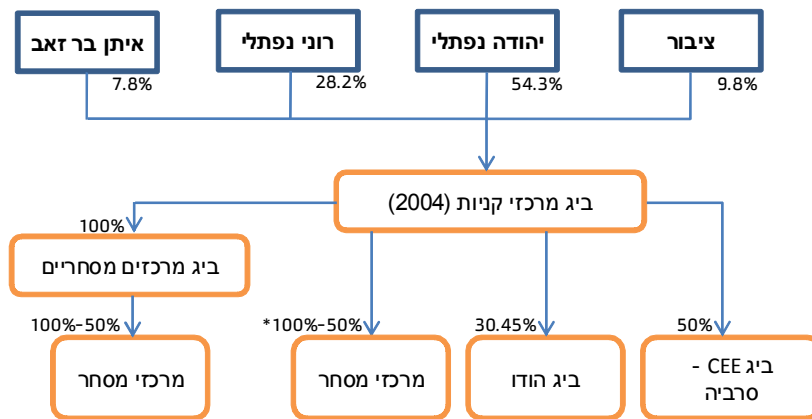 ציבור
יהודה נפתלי
רוני נפתלי
איתן בר זאב
9.8%
54.3%
28.2%
7.8%
ביג מרכזי קניות (2004)
100%
ביג מרכזים מסחריים
50%
30.45%
*100%-50%
100%-50%
ביג CEE -
סרביה
ביג הודו
מרכזי מסחר
מרכזי מסחר